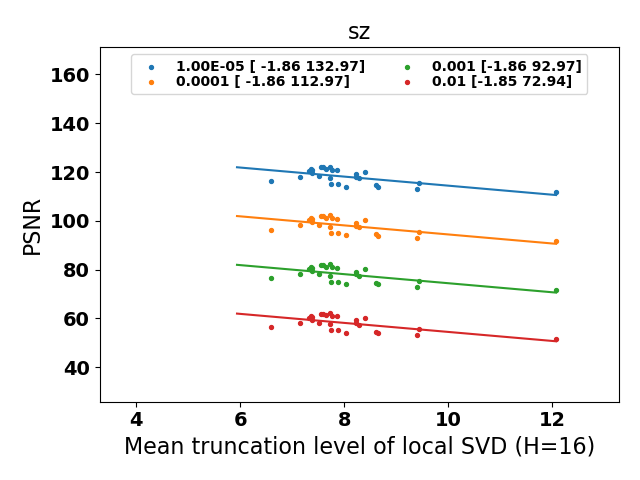 sz
1.00E-05 [ -1.86 132.97]
0.0001 [ -1.86 112.97]
0.001 [-1.86 92.97]
0.01 [-1.85 72.94]
PSNR
160
140
120
100
80
60
40
4 6 8 10 12
Mean truncation level of local SVD (H=16)